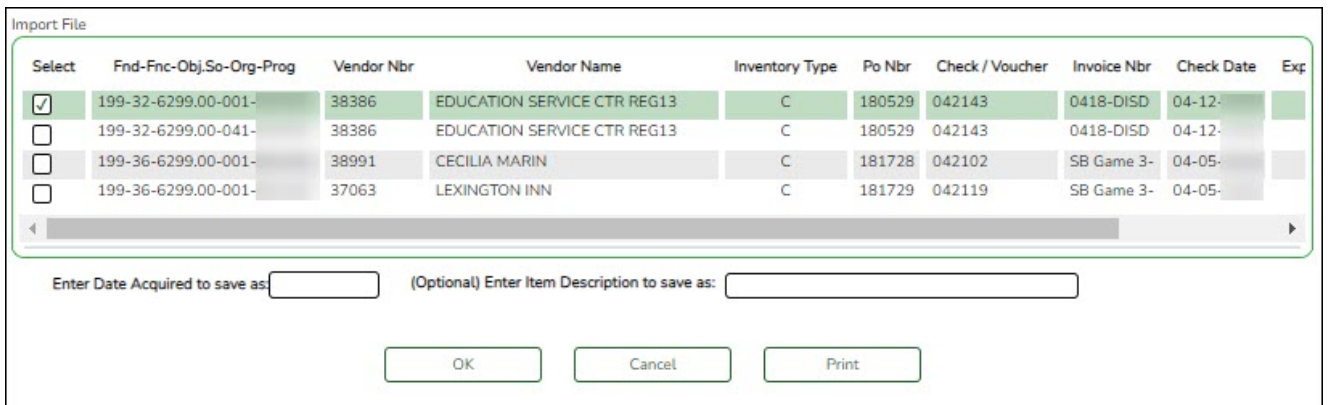 Import File
Select Fnd-Fnc-Obj.So-Org-Prog Vendor Nbr Vendor Name Inventory Type Po Nbr Check / Voucher Invoice Nbr Check Date Exp
199-32-6299.00-001- 38386 EDUCATION SERVICE CTR REG13 C 180529 042143 0418-DISD 04-12-
199-32-6299.00-041- 38386 EDUCATION SERVICE CTR REG13 C 180529 042143 0418-DISD 04-12-
199-36-6299.00-001- 38991 CECILIA MARIN C 181728 042102 SB Game 3- 04-05-
199-36-6299.00-001- 37063 LEXINGTON INN C 181729 042119 SB Game 3- 04-05-
Enter Date Acquired to save as: (Optional) Enter Item Description to save as:
OK Cancel Print